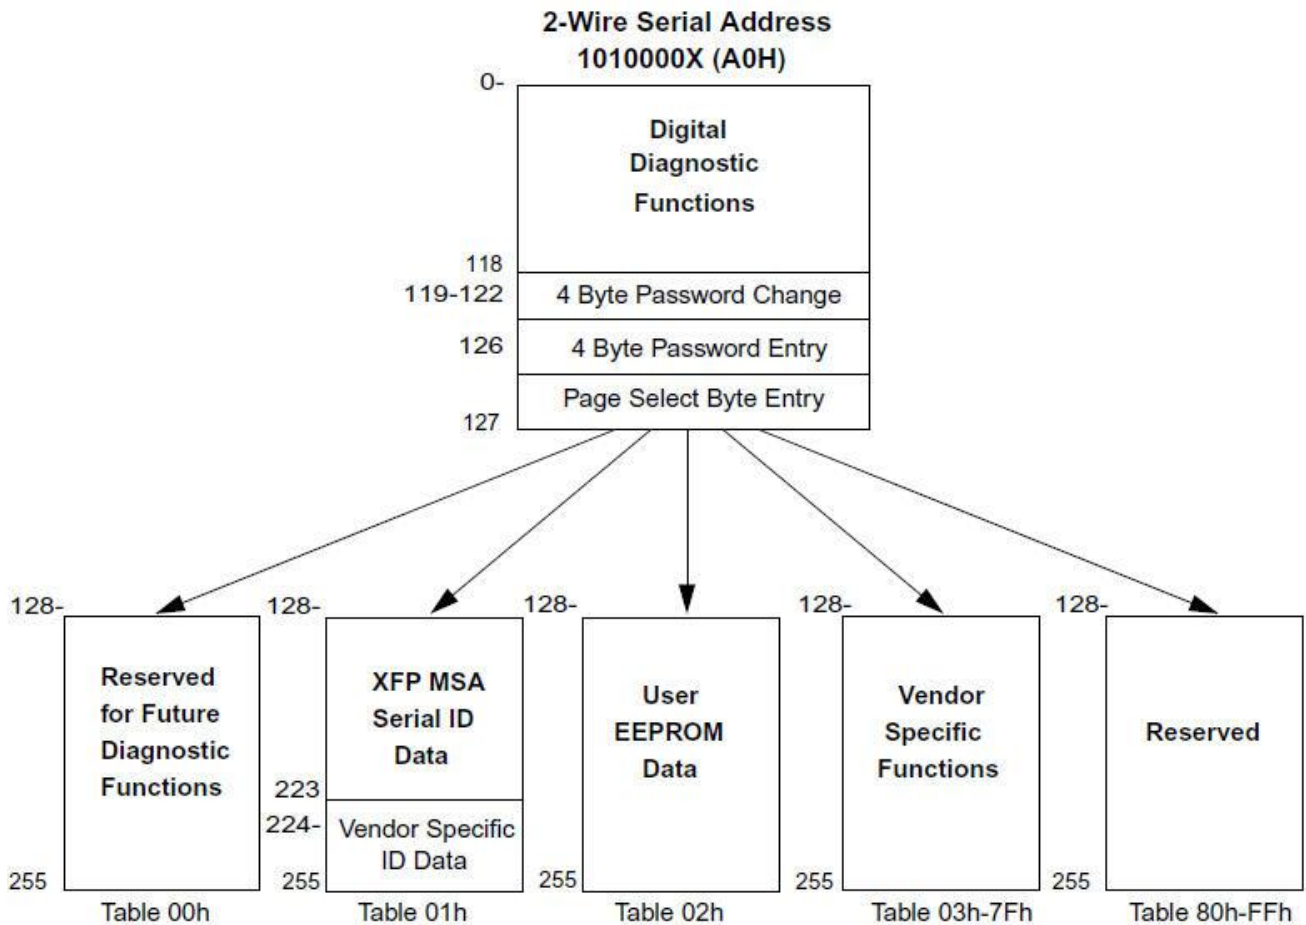 2-Wire Serial Address
1010000X (A0H)
0-
Digital
Diagnostic
Functions
118
119-122
4 Byte Password Change
126
4 Byte Password Entry
Page Select Byte Entry
127
128-
Reserved
for Future
Diagnostic
Functions
255
Table 00h
128-
XFP MSA
Serial ID
Data
223
224-
Vendor Specific
ID Data
255
Table 01h
128-
User
EEPROM
Data
255
Table 02h
128-
Vendor
Specific
Functions
255
Table 03h-7Fh
128-
Reserved
255
Table 80h-FFh